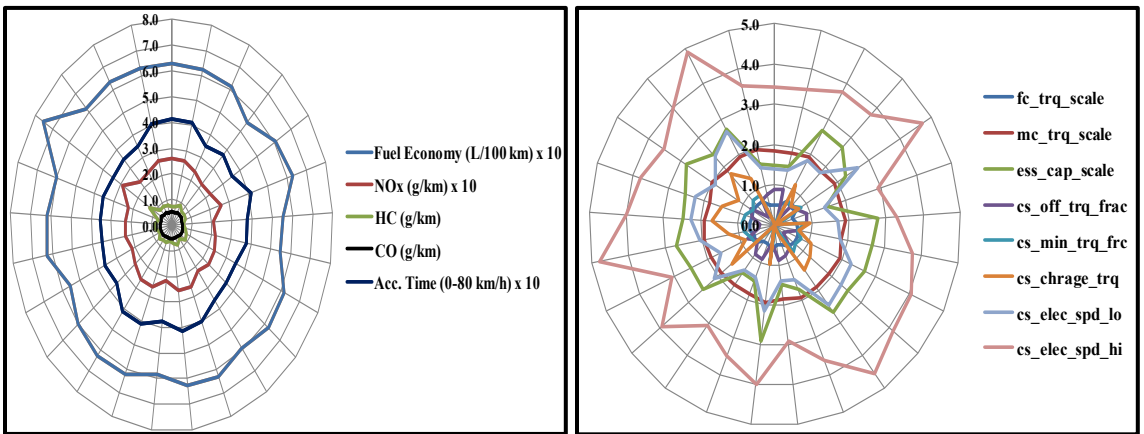 8.0
7.0
6.0
5.0
4.0
3.0
2.0
1.0
0.0
Fuel Economy (L/100 km) x 10
NOx (g/km) x 10
HC (g/km)
CO (g/km)
Acc. Time (0-80 km/h) x 10
5.0
4.0
3.0
2.0
1.0
0.0
fc_trq_scale
mc_trq_scale
ess_cap_scale
cs_off_trq_frac
cs_min_trq_frc
cs_chrage_trq
cs_elec_spd_lo
cs_elec_spd_hi